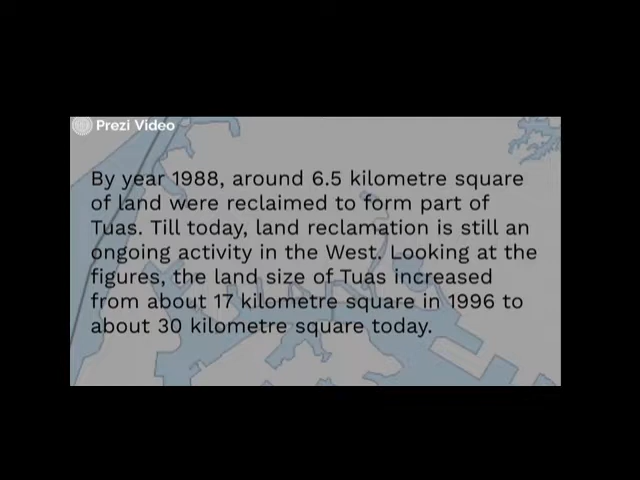 Prezi Video
By year 1988, around 6.5 kilometre square
of land were reclaimed to form part of
Tuas. Till today, land reclamation is still an
ongoing activity in the West. Looking at the
figures, the land size of Tuas increased
from about 17 kilometre square in 1996 to
about 30 kilometre square today.